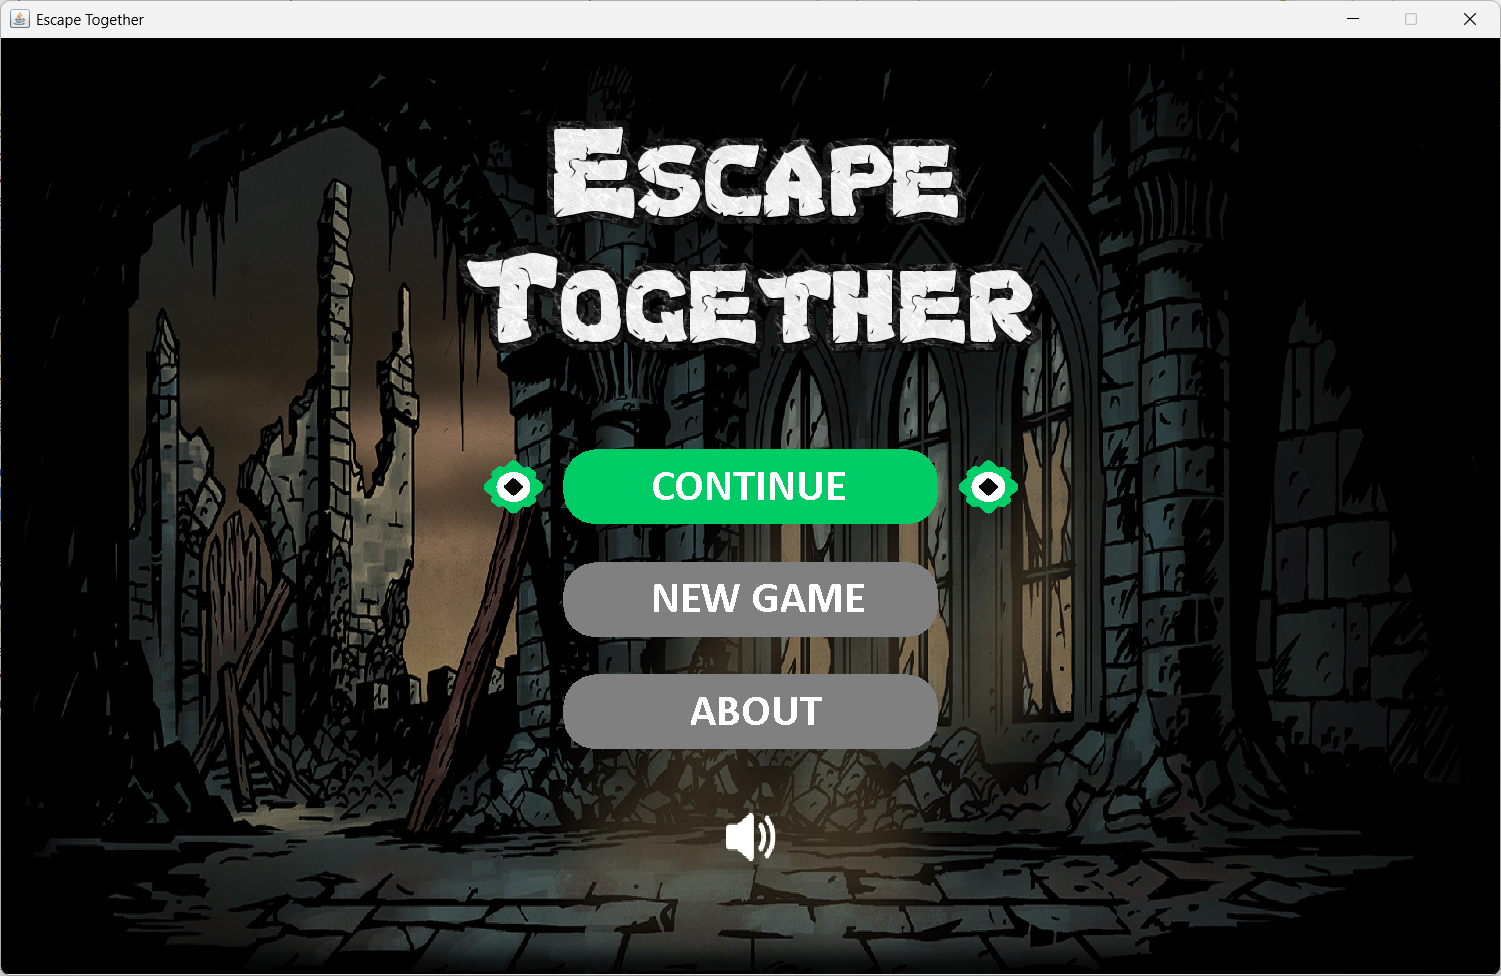 Escape Together
ESCAPE
TOGETHER
CONTINUE
NEW GAME
ABOUT